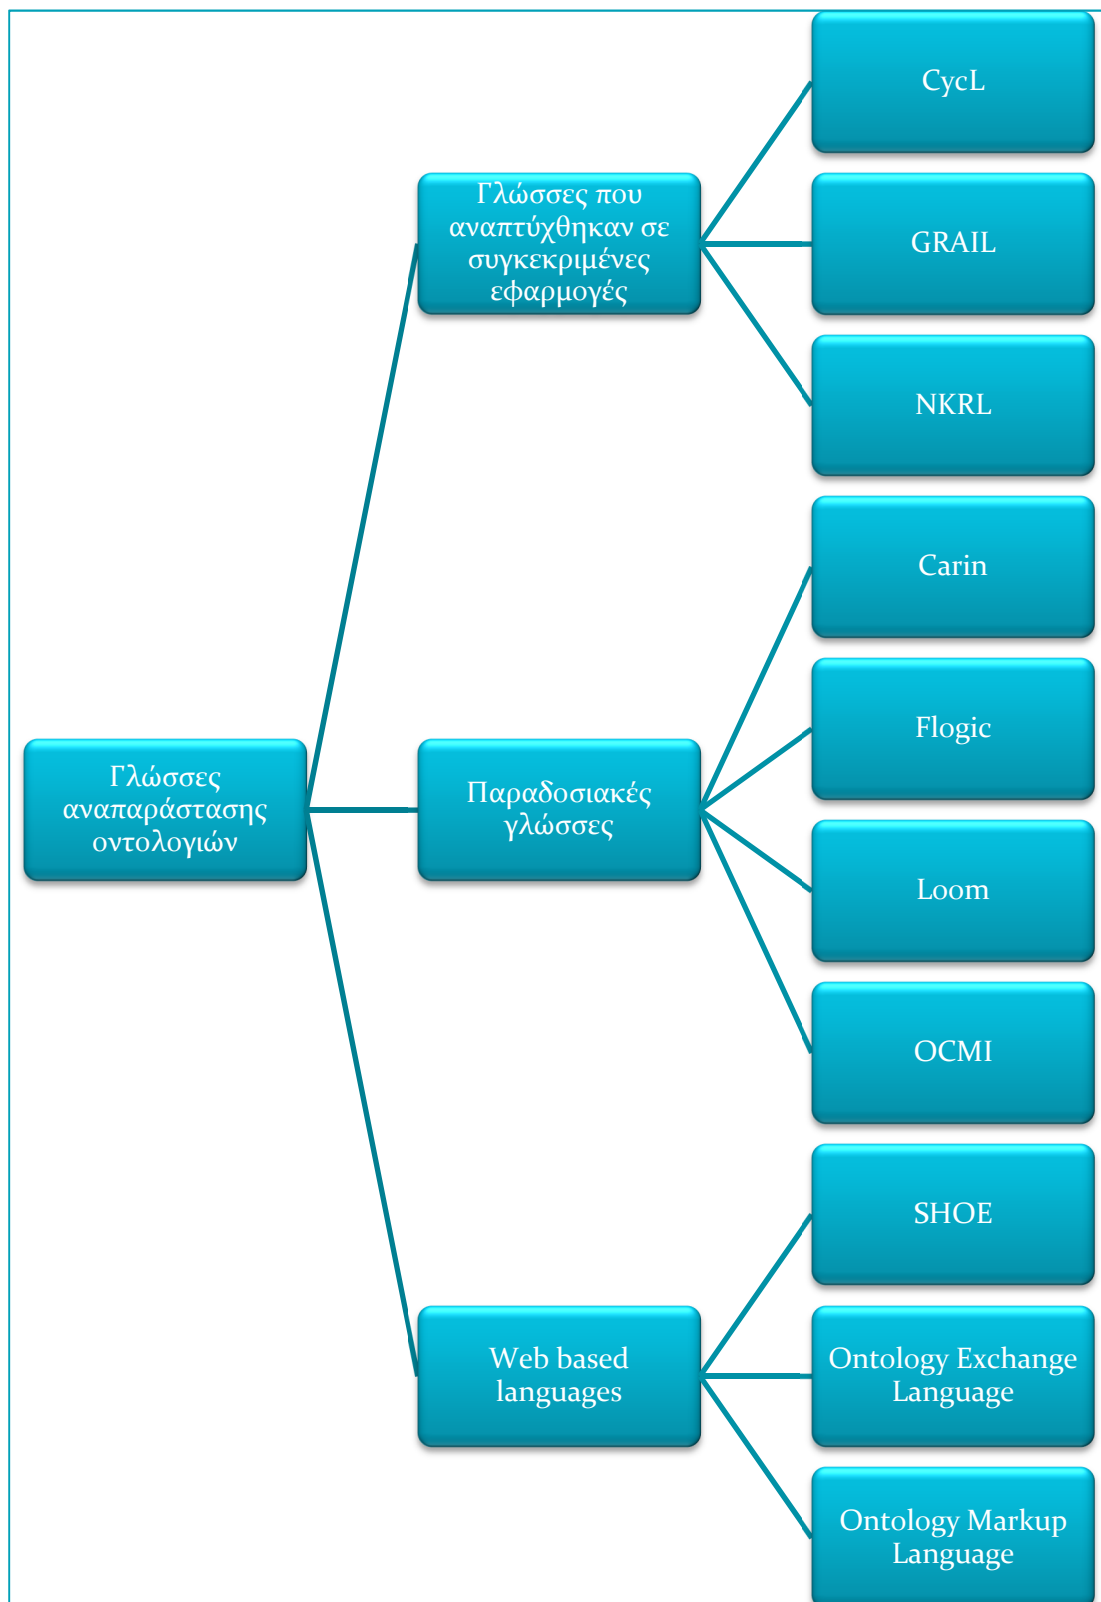 Γλώσσες
αναπαράστασης
οντολογιών
Γλώσσες που
αναπτύχθηκαν σε
συγκεκριμένες
εφαρμογές
CycL
GRAIL
NKRL
Παραδοσιακές
γλώσσες
Carin
Flogic
Loom
OCMI
Web based
languages
SHOE
Ontology Exchange
Language
Ontology Markup
Language